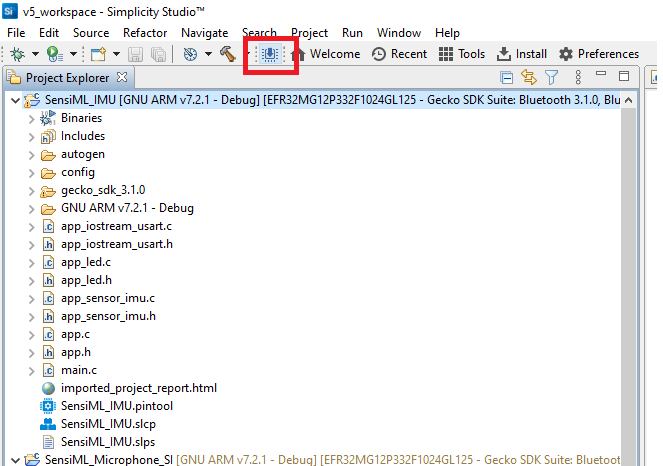 Si v5_workspace - Simplicity Studio™
File Edit Source Refactor Navigate Search Project Run Window Help
Welcome Recent Tools Install Preferences
Project Explorer
SensiML_IMU [GNU ARM v7.2.1 - Debug] [EFR32MG12P332F1024GL125 - Gecko SDK Suite: Bluetooth 3.1.0, Blu
Binaries
Includes
autogen
config
gecko_sdk_3.1.0
GNU ARM v7.2.1 - Debug
.c app_iostream_usart.c
.h app_iostream_usart.h
.c app_led.c
.h app_led.h
.c app_sensor_imu.c
.h app_sensor_imu.h
.c app.c
.h app.h
.c main.c
imported_project_report.html
SensiML_IMU.pintool
SensiML_IMU.slcp
SensiML_IMU.slps
SensiML_Microphone_SI [GNU ARM v7.2.1 - Debug] [EFR32MG12P332F1024GL125 - Gecko SDK Suite: Bluetoot